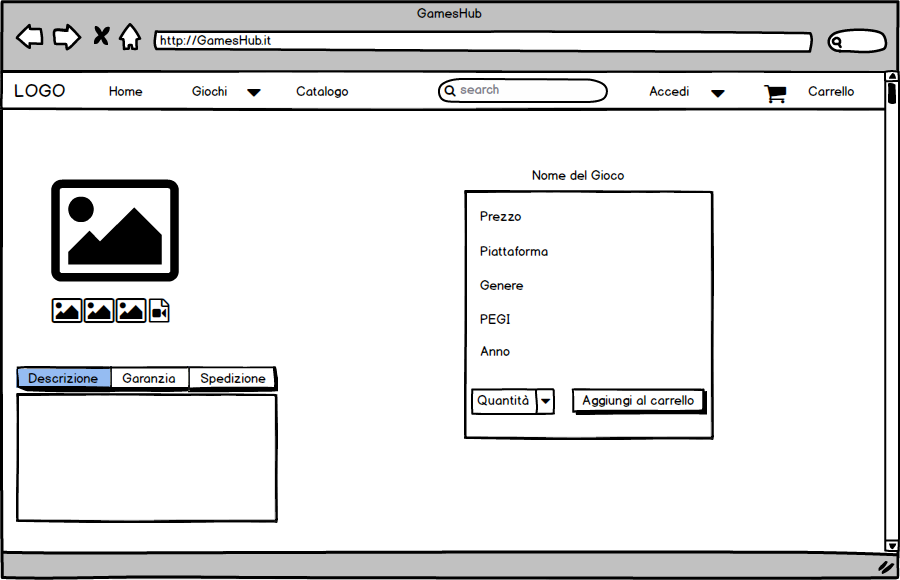 GamesHub
http://GamesHub.it
LOGO Home Giochi Catalogo search Accedi Carrello
Nome del Gioco
Prezzo
Piattaforma
Genere
PEGI
Anno
Quantità Aggiungi al carrello
Descrizione Garanzia Spedizione